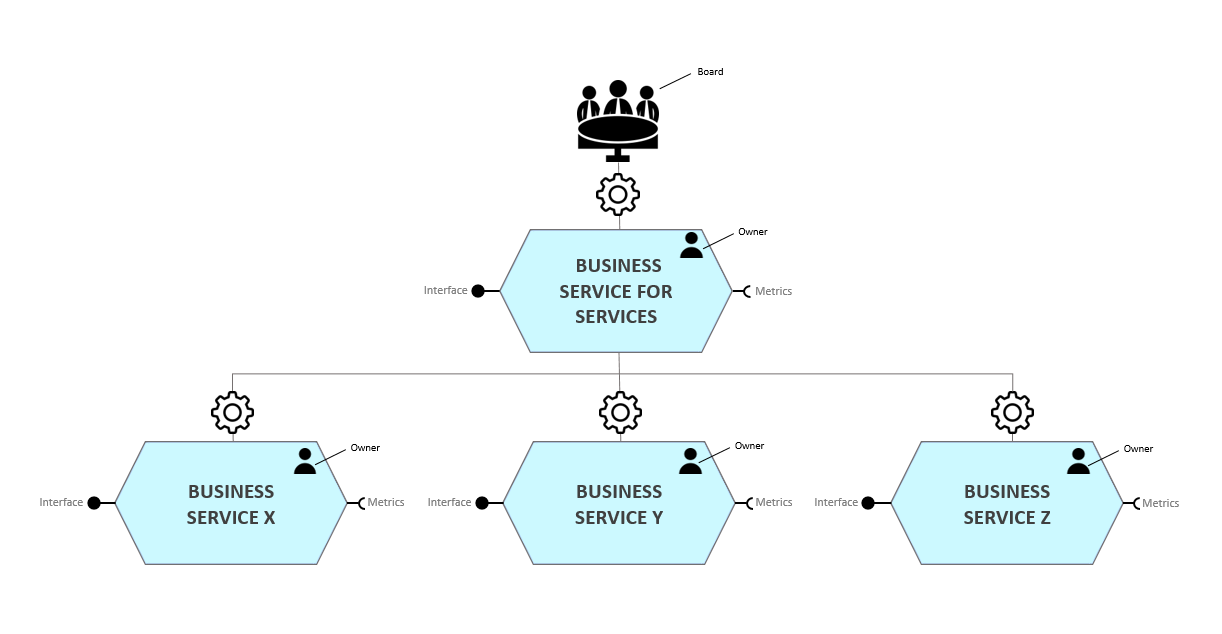 Board
Owner
BUSINESS
SERVICE FOR
SERVICES
Interface
Metrics
Owner
Owner
Owner
BUSINESS
SERVICE X
Interface
Metrics
BUSINESS
SERVICE Y
Interface
Metrics
BUSINESS
SERVICE Z
Interface
Metrics